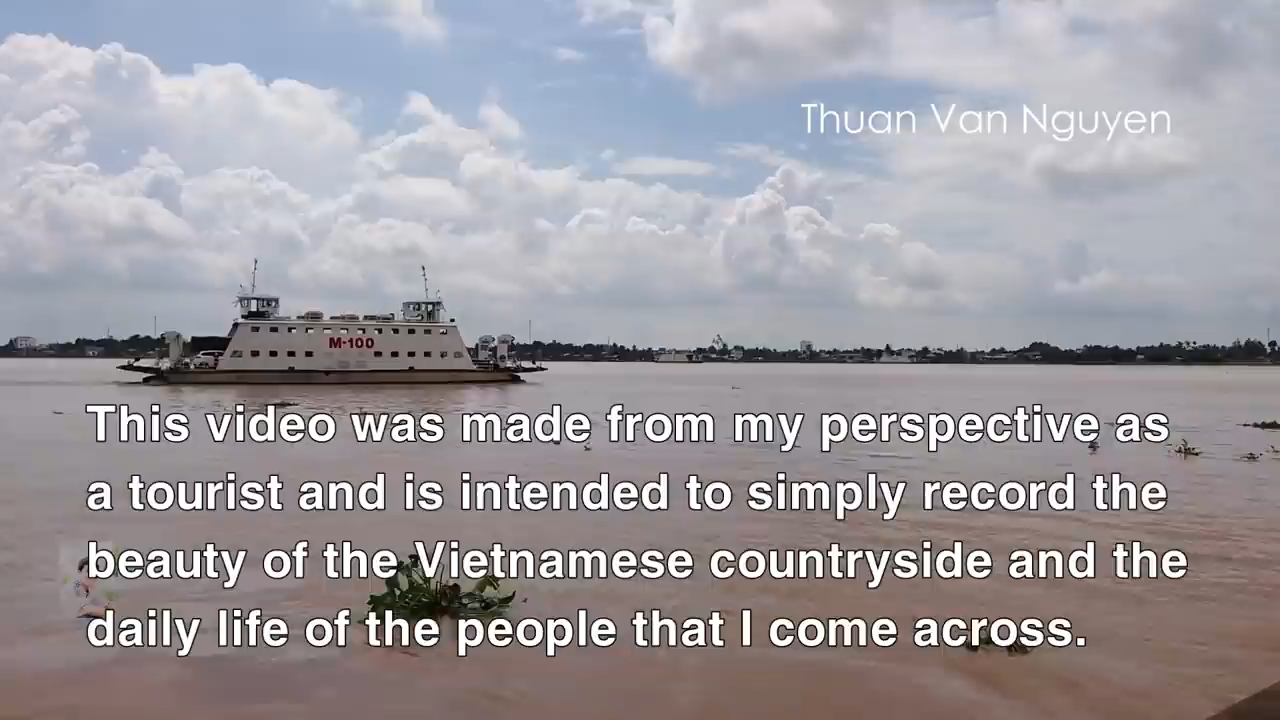 Thuan Van Nguyen
M-100
This video was made from my perspective as
a tourist and is intended to simply record the
beauty of the Vietnamese countryside and the
daily life of the people that I come across.